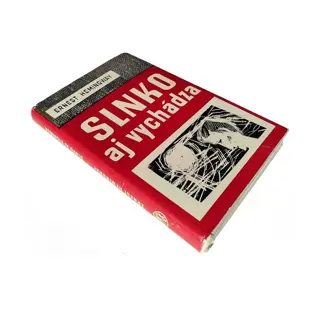 ERNEST HEMINGWAY
SLNKO
aj vychádza